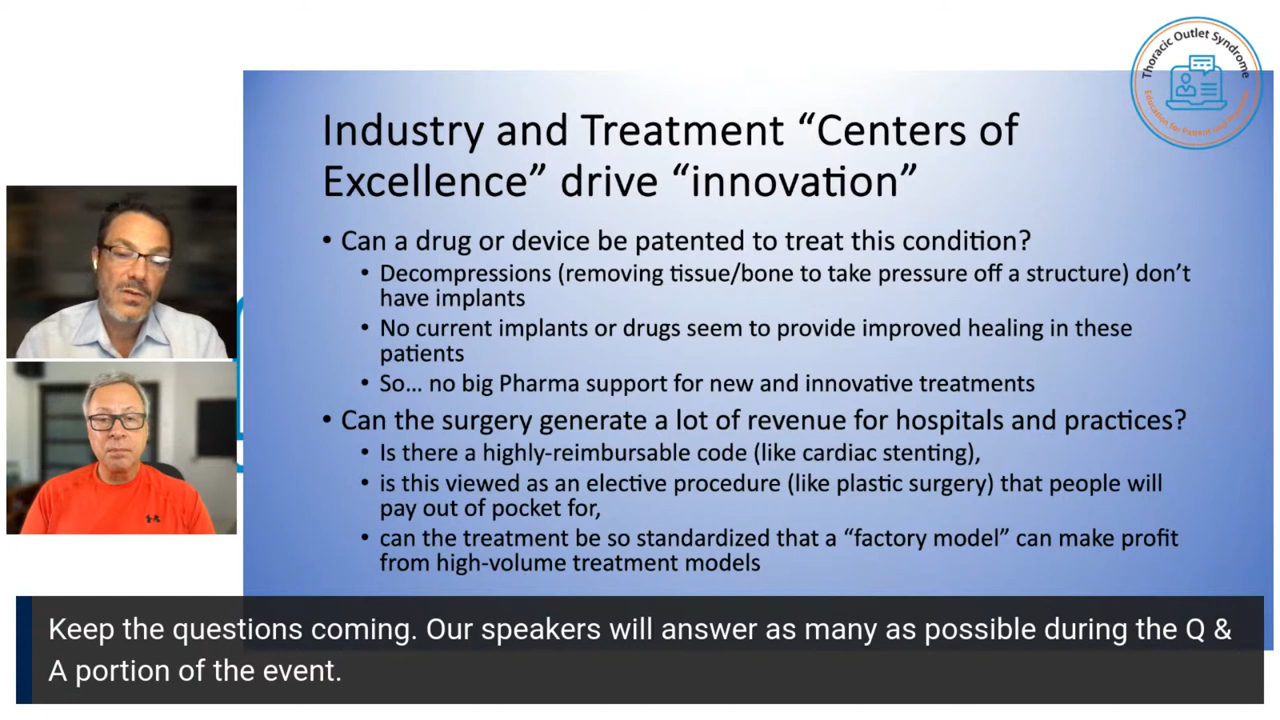 Thoracic Outlet Syndrome
Education for Patient and
Industry and Treatment “Centers of
Excellence” drive “innovation”
• Can a drug or device be patented to treat this condition?
• Decompressions (removing tissue/bone to take pressure off a structure) don’t
have implants
• No current implants or drugs seem to provide improved healing in these
patients
• So... no big Pharma support for new and innovative treatments
• Can the surgery generate a lot of revenue for hospitals and practices?
• Is there a highly-reimbursable code (like cardiac stenting),
• is this viewed as an elective procedure (like plastic surgery) that people will
pay out of pocket for,
• can the treatment be so standardized that a “factory model” can make profit
from high-volume treatment models
Keep the questions coming. Our speakers will answer as many as possible during the Q &
A portion of the event.